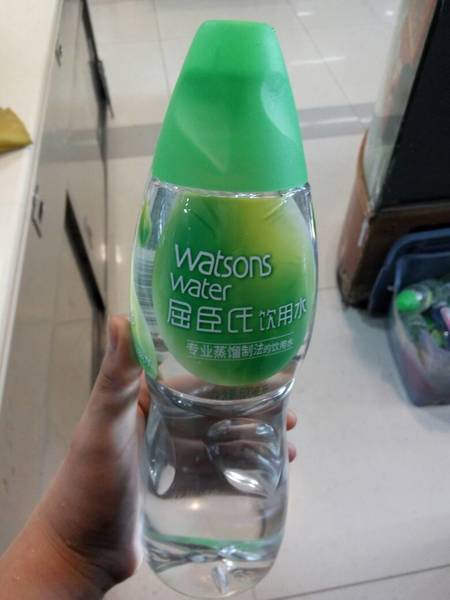 watsons
water
屈臣氏 饮用水
专业蒸馏制法的饮用水